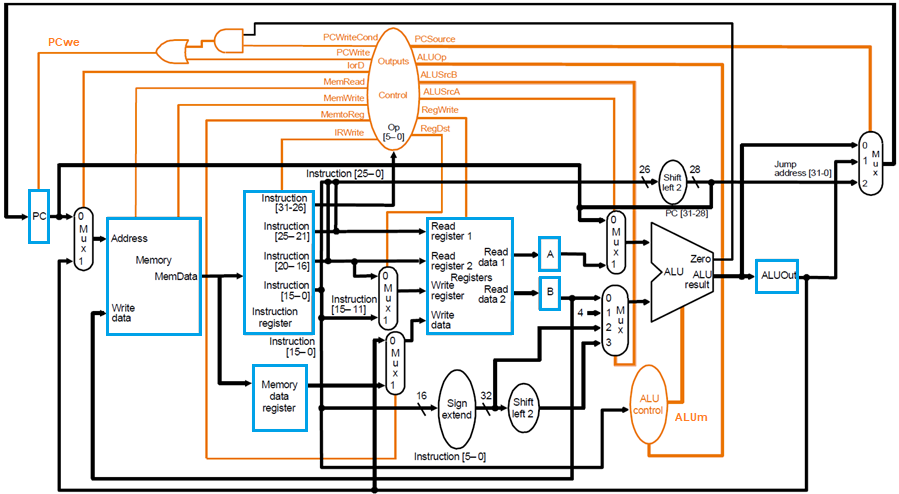 PCwe
PCWriteCond
PCWrite
IorD
MemRead
MemWrite
MemtoReg
IRWrite
Outputs
Control
Op
[5–0]
PCSource
ALUOp
ALUSrcB
ALUSrcA
RegWrite
RegDst
PC
0
M
u
x
1
Address
Memory
MemData
Write
data
Instruction [25–0]
Instruction
[31-26]
Instruction
[25–21]
Instruction
[20–16]
Instruction
[15–0]
Instruction
register
Instruction
[15–0]
Instruction
[15–11]
Memory
data
register
0
M
u
x
1
0
M
u
x
1
Read
register 1
Read
register 2
Registers
Write
register
Write
data
Read
data 1
Read
data 2
A
B
16
Sign
extend
32
Shift
left 2
Instruction [5–0]
26
Shift
left 2
28
PC [31-28]
Jump
address [31-0]
0
M
u
x
1
4
0
1
2
3
M
u
x
Zero
ALU
ALU
result
ALUOut
0
1
2
M
u
x
ALU
control
ALUm